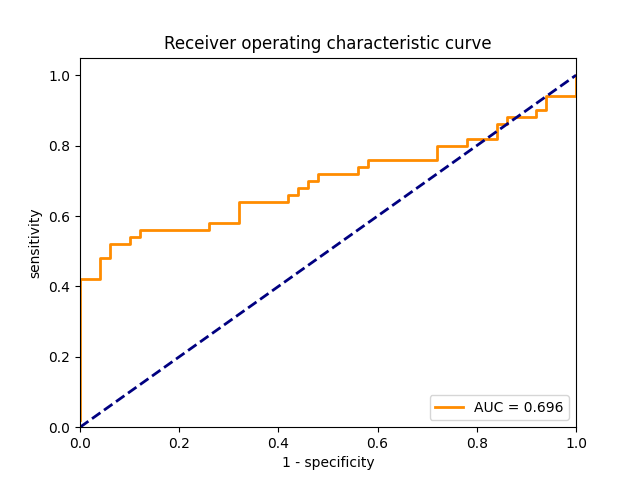 Receiver operating characteristic curve
1.0
0.8
0.6
0.4
0.2
0.0
sensitivity
AUC = 0.696
0.0 0.2 0.4 0.6 0.8 1.0
1 - specificity